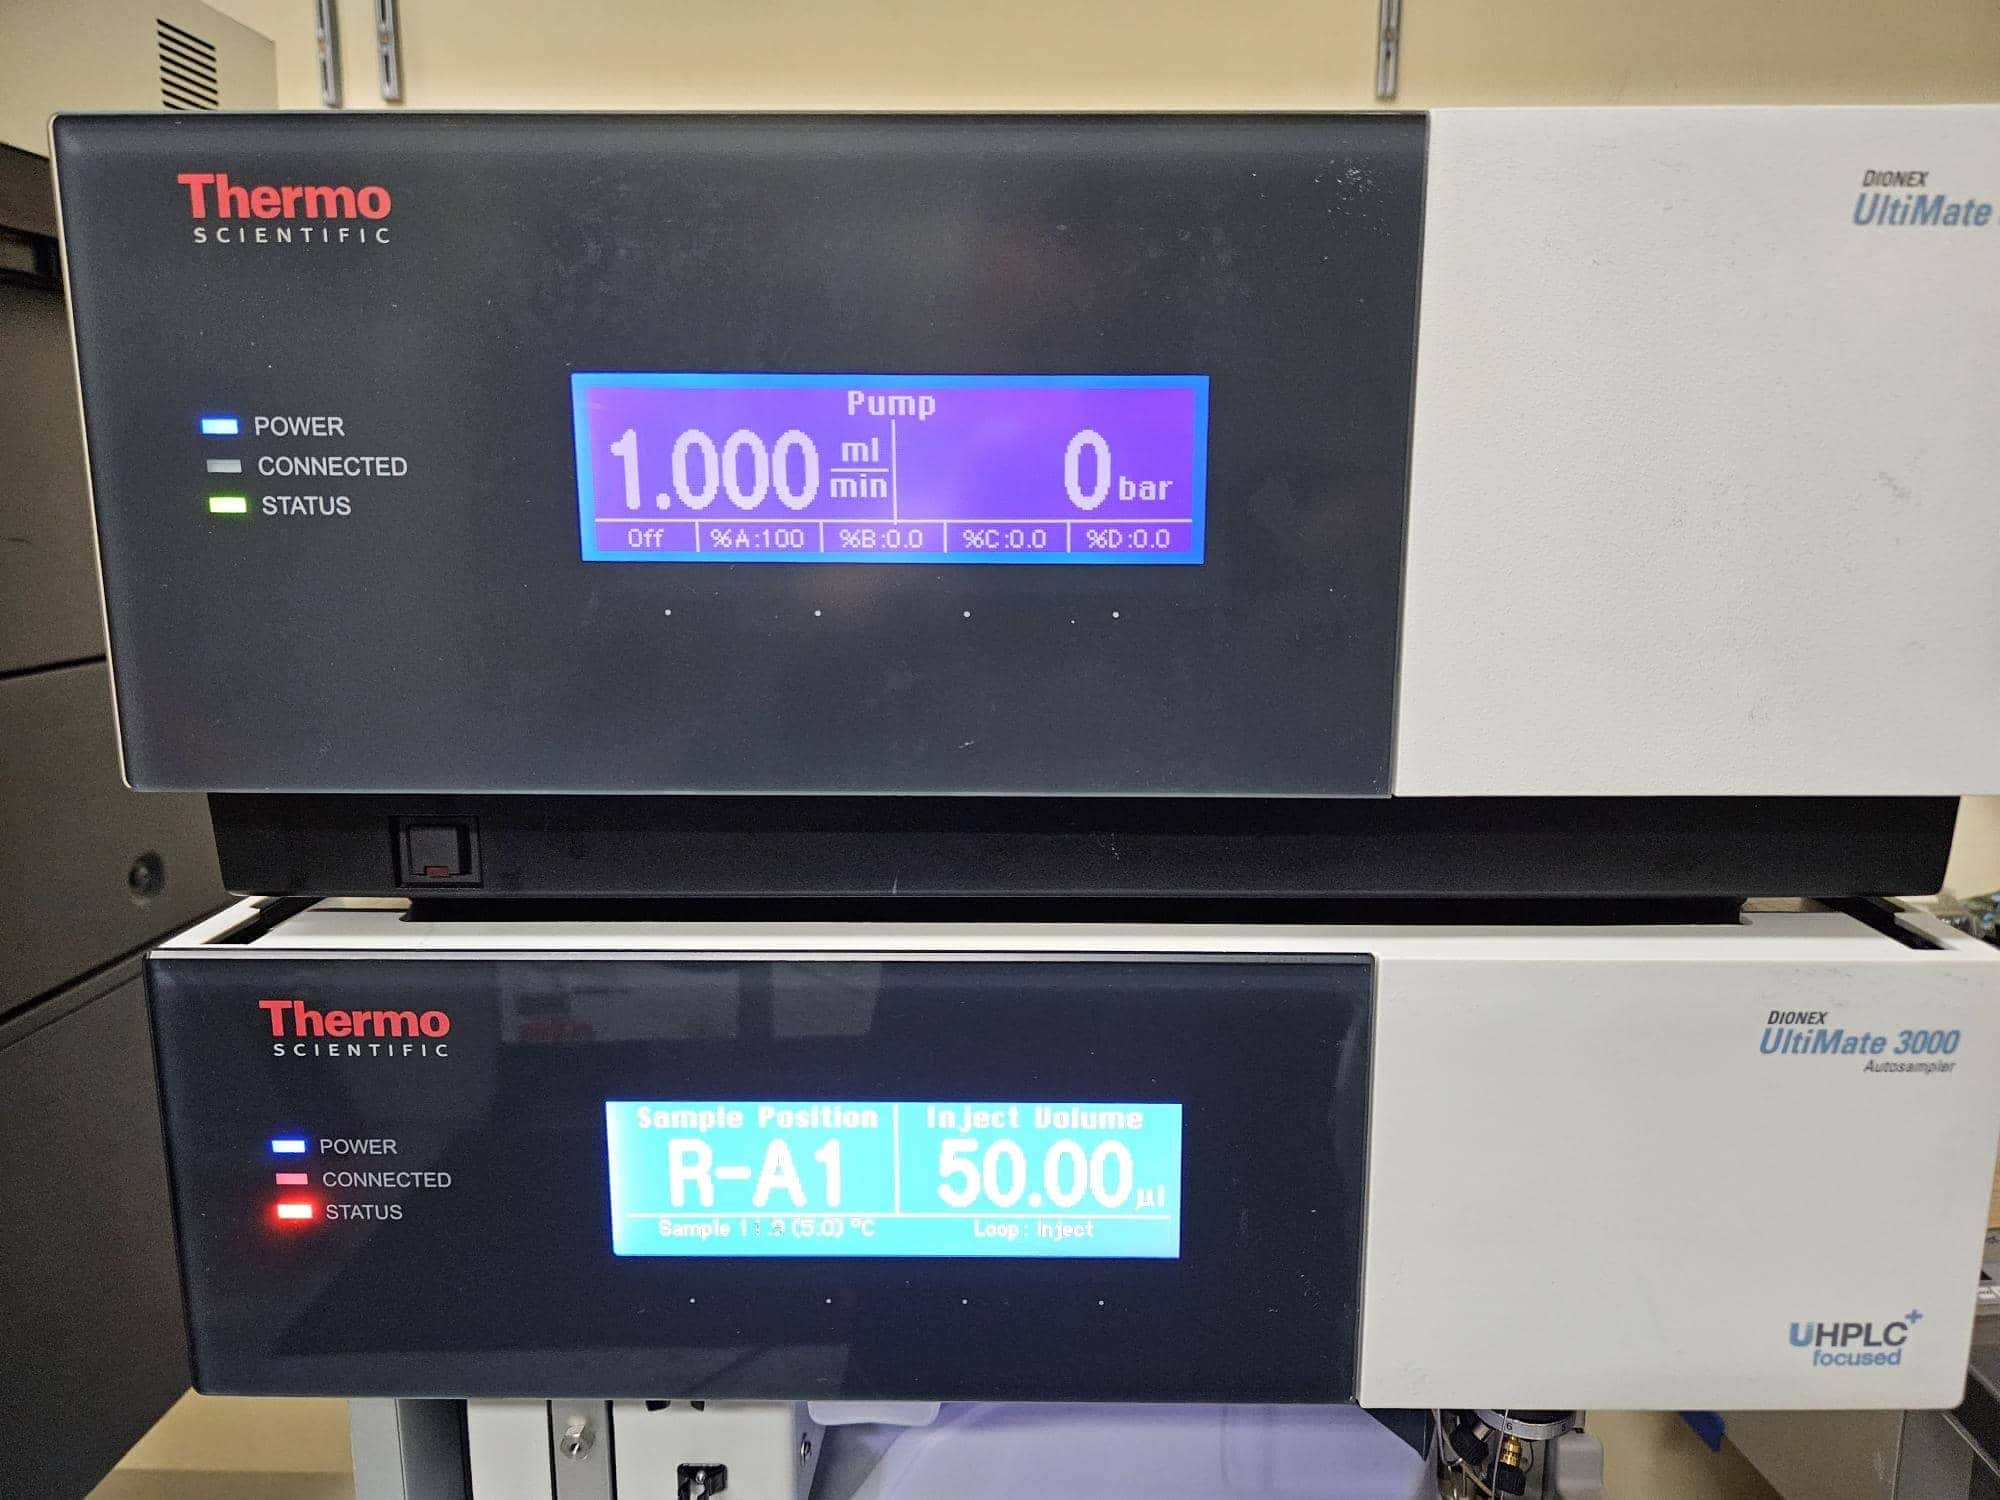 Thermo
SCIENTIFIC
DIONEX
UltiMate
POWER
CONNECTED
STATUS
Pump
1.000 ml/min 0 bar
Off %A:100 %B:0.0 %C:0.0 %D:0.0
Thermo
SCIENTIFIC
DIONEX
UltiMate 3000
Autosampler
POWER
CONNECTED
STATUS
Sample Position Inject Volume
R-A1 50.00 µl
Sample (5.0) °C Loop: Inject
UHPLC+
focused